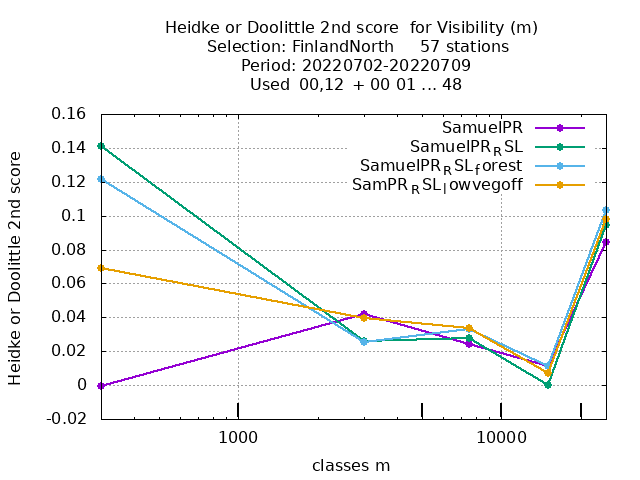 Heidke or Doolittle 2nd score  for Visibility (m)
Selection: FinlandNorth     57 stations
Period: 20220702-20220709
Used  00,12  + 00 01 ... 48
0.16
0.14
0.12
0.1
0.08
0.06
0.04
0.02
0
-0.02
Heidke or Doolittle 2nd score
SamuelPR
SamuelPR_RSL
SamuelPR_RSL_forest
SamPR_RSL_lowvegoff
1000 10000
classes m